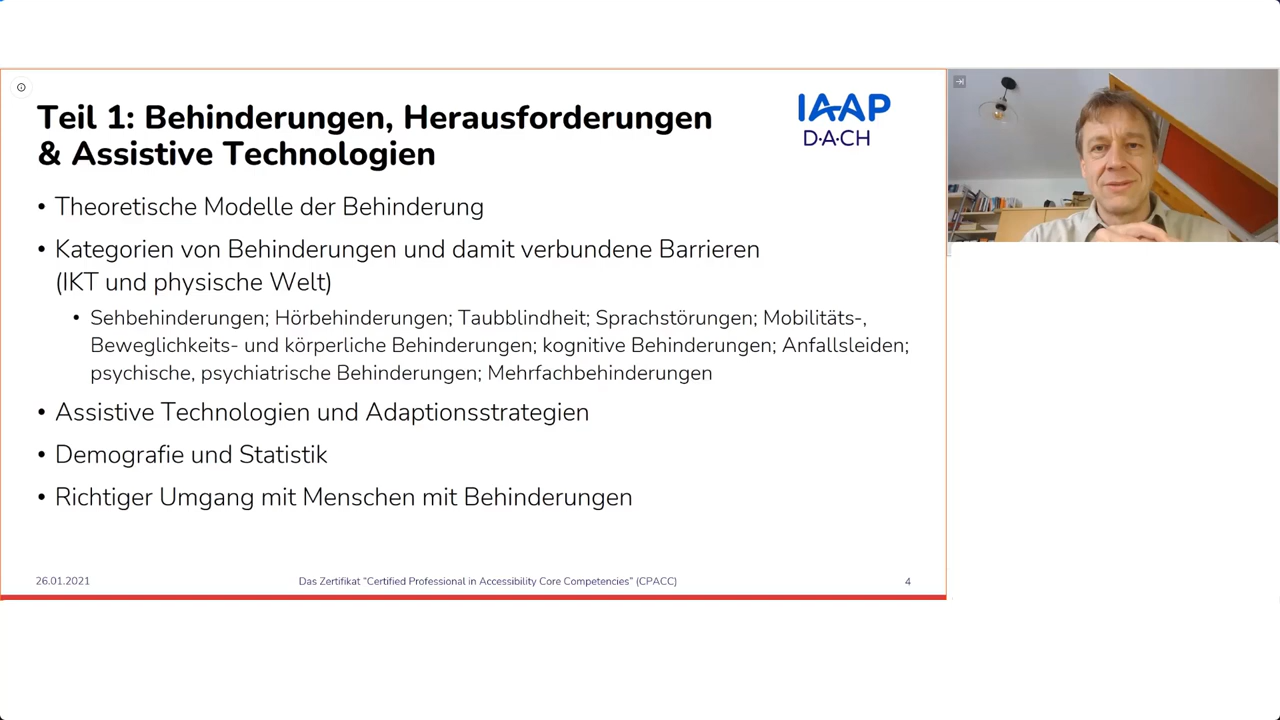 Teil 1: Behinderungen, Herausforderungen
& Assistive Technologien
IAAP
D·A·CH
• Theoretische Modelle der Behinderung
• Kategorien von Behinderungen und damit verbundene Barrieren
(IKT und physische Welt)
• Sehbehinderungen; Hörbehinderungen; Taubblindheit; Sprachstörungen; Mobilitäts-,
Beweglichkeits- und körperliche Behinderungen; kognitive Behinderungen; Anfallsleiden;
psychische, psychiatrische Behinderungen; Mehrfachbehinderungen
• Assistive Technologien und Adaptionsstrategien
• Demografie und Statistik
• Richtiger Umgang mit Menschen mit Behinderungen
26.01.2021
Das Zertifikat “Certified Professional in Accessibility Core Competencies” (CPACC)
4